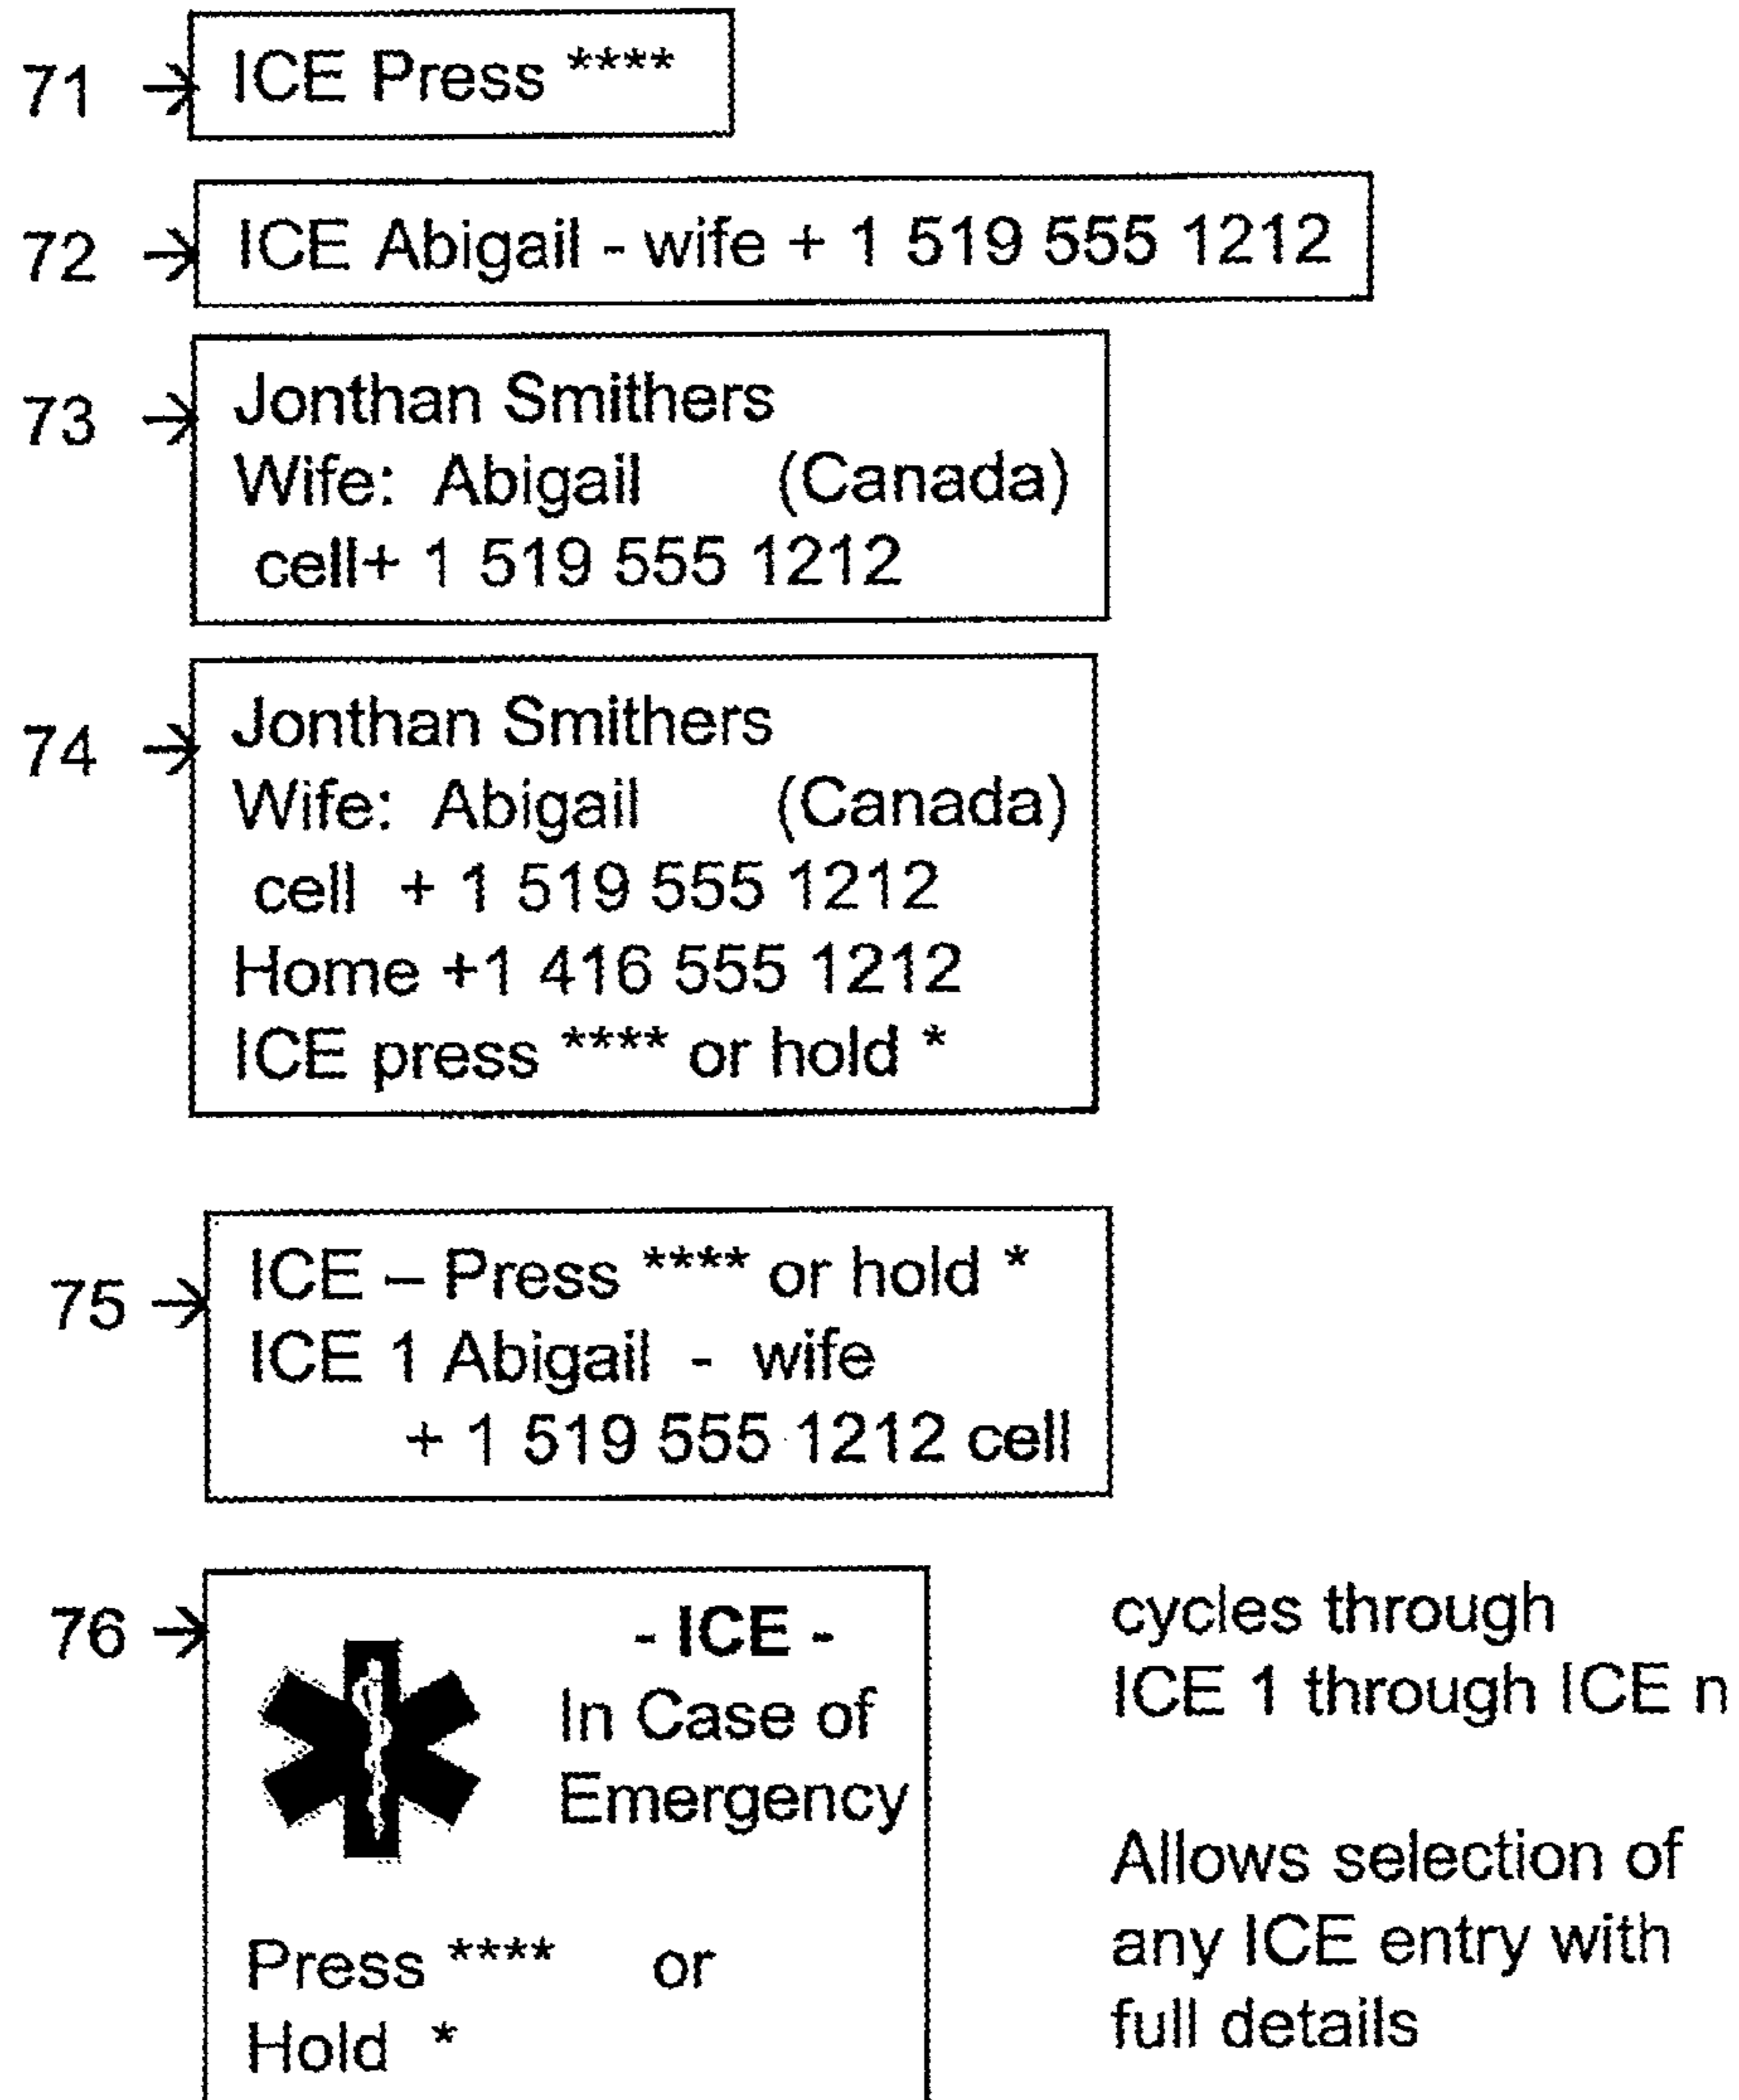 71 → ICE Press ****
72 → ICE Abigail - wife + 1 519 555 1212
73 → Jonthan Smithers
Wife: Abigail (Canada)
cell+ 1 519 555 1212
74 → Jonthan Smithers
Wife: Abigail (Canada)
cell + 1 519 555 1212
Home +1 416 555 1212
ICE press **** or hold *
75 → ICE – Press **** or hold *
ICE 1 Abigail - wife
+ 1 519 555 1212 cell
76 → - ICE -
In Case of
Emergency
Press **** or
Hold *
cycles through
ICE 1 through ICE n
Allows selection of
any ICE entry with
full details